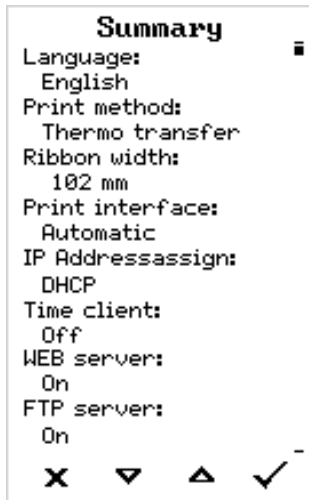 Summary
Language:
English
Print method:
Thermo transfer
Ribbon width:
102 mm
Print interface:
Automatic
IP Addressassign:
DHCP
Time client:
Off
WEB server:
On
FTP server:
On